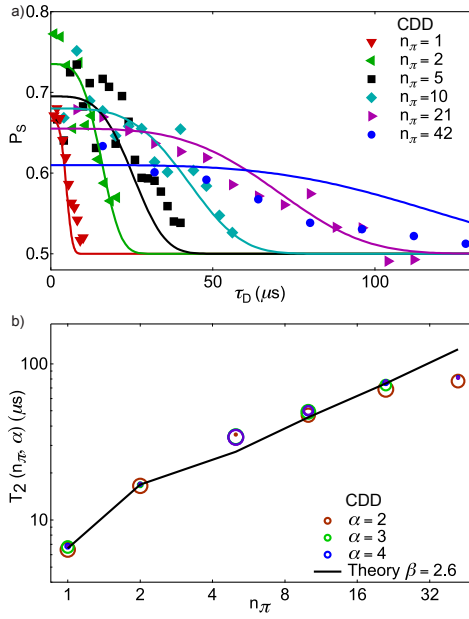 a)
0.8
0.7
0.6
0.5
P_S
CDD
n_π = 1
n_π = 2
n_π = 5
n_π = 10
n_π = 21
n_π = 42
0
50
100
τ_D (μs)
b)
100
10
T_2 (n_π, α) (μs)
CDD
α = 2
α = 3
α = 4
Theory β = 2.6
1
2
4
8
16
32
n_π